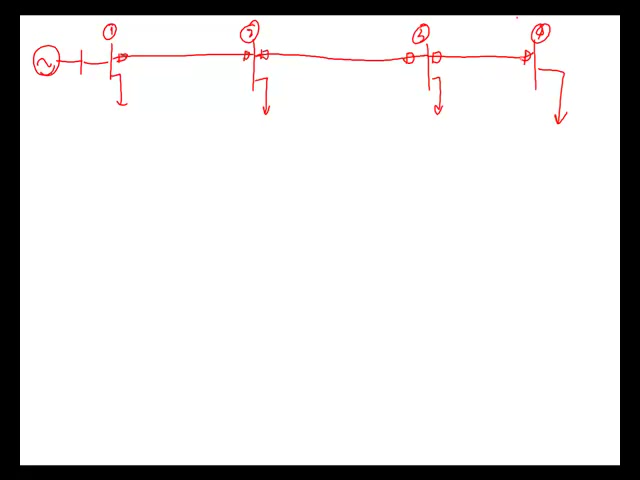 ① ② ③ ④